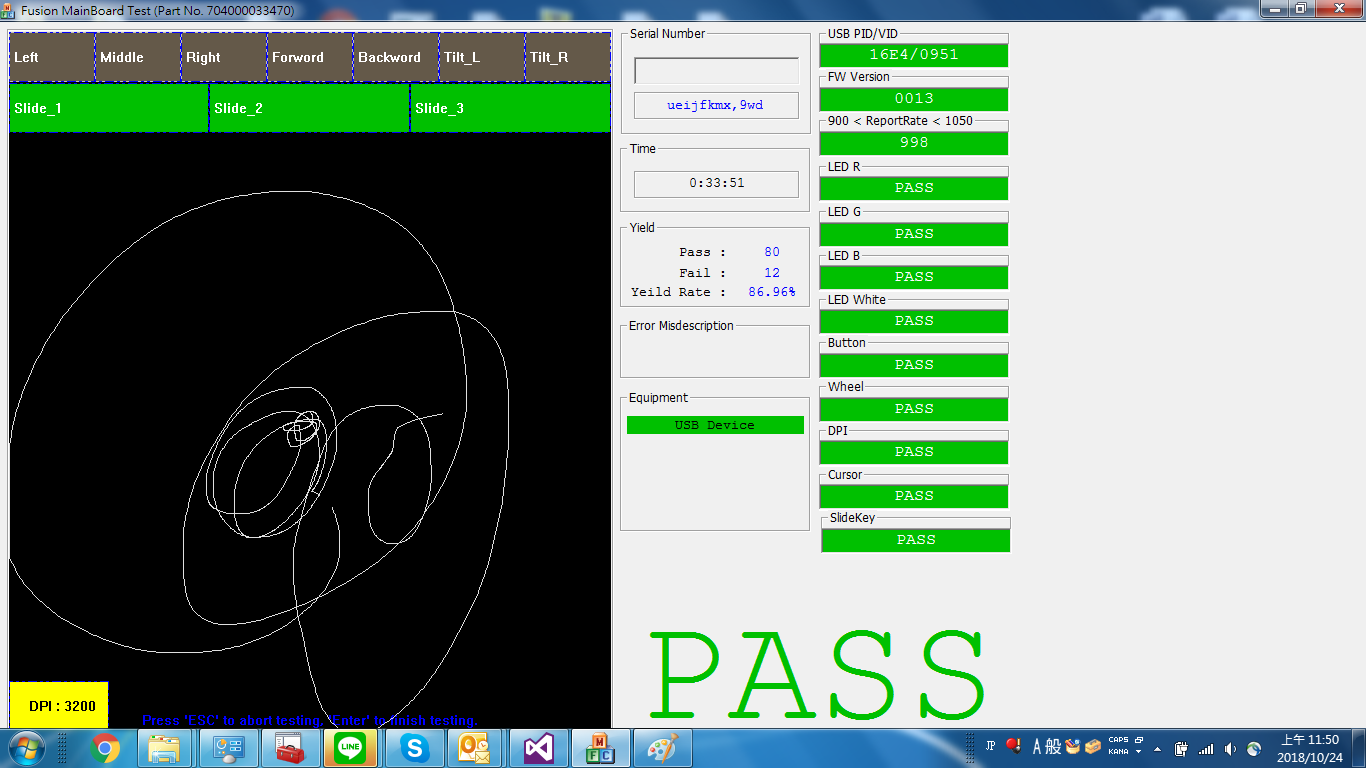 Fusion MainBoard Test (Part No. 704000033470)
Left Middle Right Forword Backword Tilt_L Tilt_R
Slide_1 Slide_2 Slide_3
DPI : 3200
Press 'ESC' to abort testing. 'Enter' to finish testing.
Serial Number
ueijfkmx,9wd
Time
0:33:51
Yield
Pass : 80
Fail : 12
Yeild Rate : 86.96%
Error Misdescription
Equipment
USB Device
USB PID/VID
16E4/0951
FW Version
0013
900 < ReportRate < 1050
998
LED R
PASS
LED G
PASS
LED B
PASS
LED White
PASS
Button
PASS
Wheel
PASS
DPI
PASS
Cursor
PASS
SlideKey
PASS
PASS
LINE
MFC
JP
A 般
CAPS
KANA
上午 11:50
2018/10/24